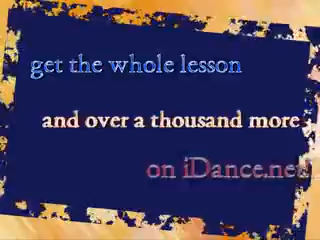 get the whole lesson
and over a thousand more
on iDance.net!